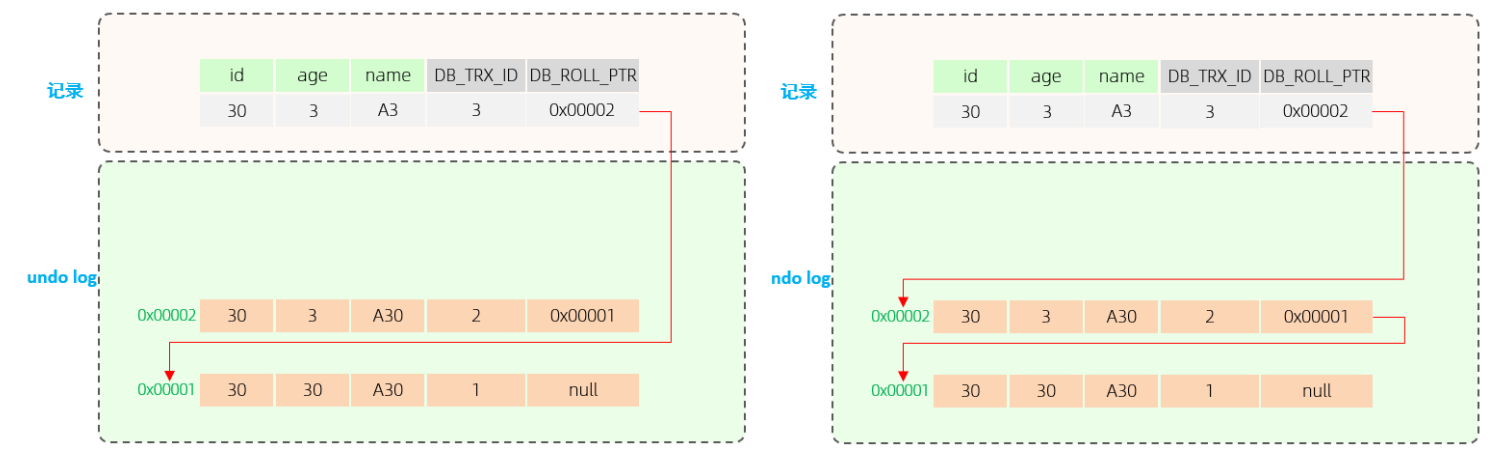 id age name DB_TRX_ID DB_ROLL_PTR
记录
30 3 A3 3 0x00002
undo log
0x00002 30 3 A30 2 0x00001
0x00001 30 30 A30 1 null
id age name DB_TRX_ID DB_ROLL_PTR
记录
30 3 A3 3 0x00002
ndo log
0x00002 30 3 A30 2 0x00001
0x00001 30 30 A30 1 null